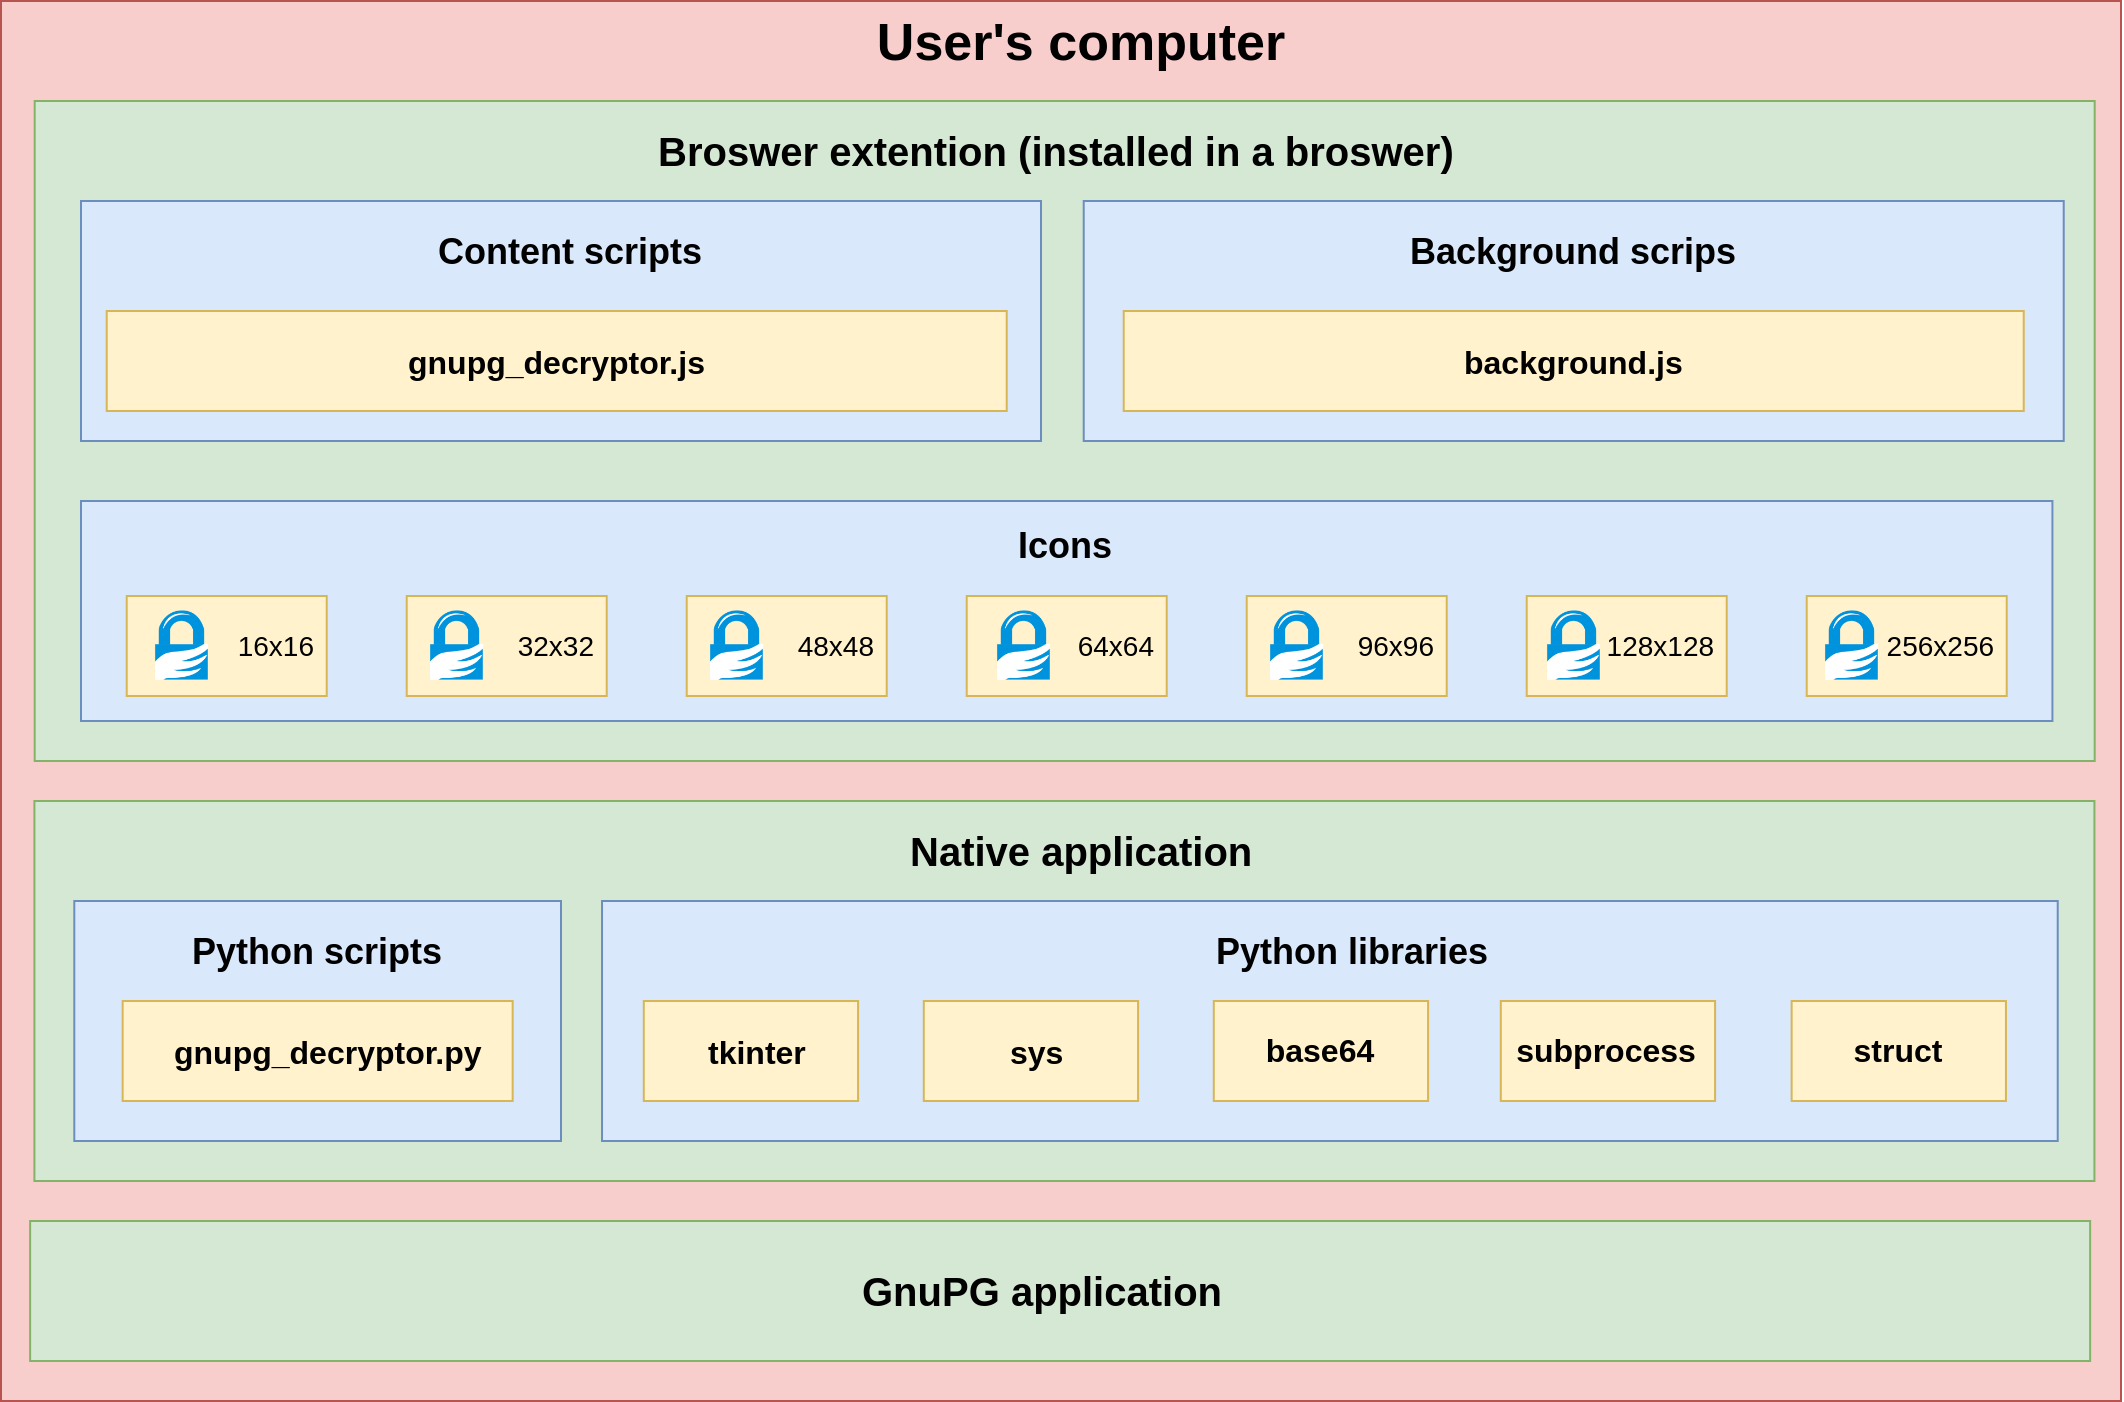 User's computer
Broswer extention (installed in a broswer)
Content scripts
Background scrips
gnupg_decryptor.js
background.js
Icons
16x16
32x32
48x48
64x64
96x96
128x128
256x256
Native application
Python scripts
Python libraries
gnupg_decryptor.py
tkinter
sys
base64
subprocess
struct
GnuPG application